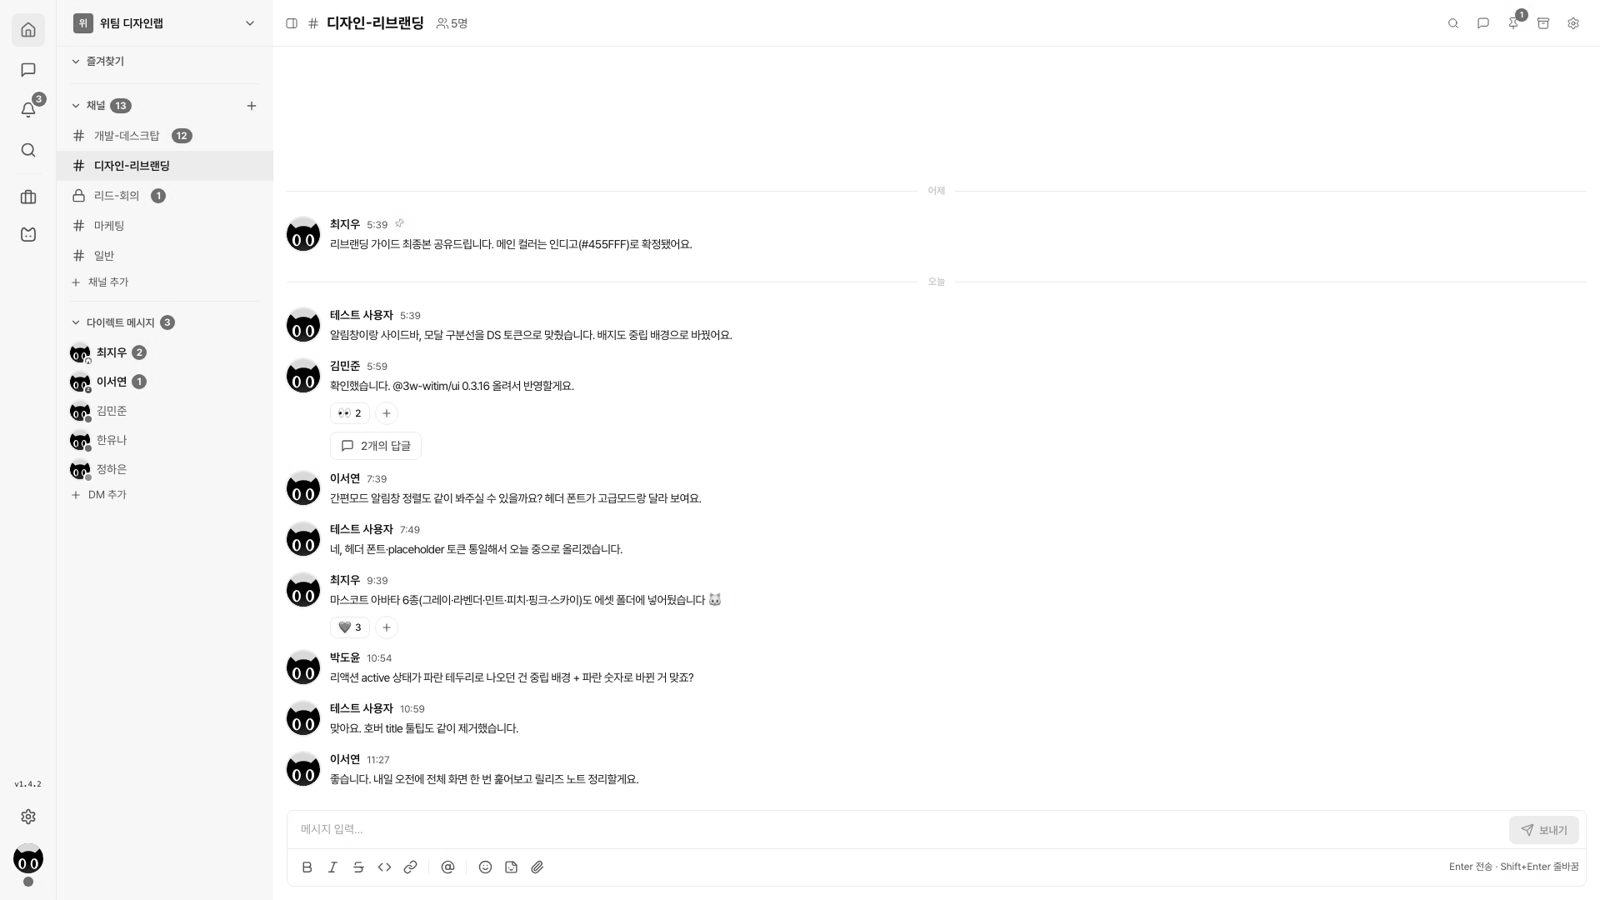 위 위팀 디자인랩
3
v1.4.2
즐겨찾기
채널 13
개발-데스크탑 12
디자인-리브랜딩
리드-회의 1
마케팅
일반
채널 추가
다이렉트 메시지 3
최지우 2
이서연 1
김민준
한유나
정하은
DM 추가
# 디자인-리브랜딩 5명
1
어제
최지우 5:39
리브랜딩 가이드 최종본 공유드립니다. 메인 컬러는 인디고(#455FFF)로 확정됐어요.
오늘
테스트 사용자 5:39
알림창이랑 사이드바, 모달 구분선을 DS 토큰으로 맞췄습니다. 배지도 중립 배경으로 바꿨어요.
김민준 5:59
확인했습니다. @3w-witim/ui 0.3.16 올려서 반영할게요.
👀 2
2개의 답글
이서연 7:39
간편모드 알림창 정렬도 같이 봐주실 수 있을까요? 헤더 폰트가 고급모드랑 달라 보여요.
테스트 사용자 7:49
네, 헤더 폰트·placeholder 토큰 통일해서 오늘 중으로 올리겠습니다.
최지우 9:39
마스코트 아바타 6종(그레이·라벤더·민트·피치·핑크·스카이)도 에셋 폴더에 넣어뒀습니다 🐱
3
박도윤 10:54
리액션 active 상태가 파란 테두리로 나오던 건 중립 배경 + 파란 숫자로 바뀐 거 맞죠?
테스트 사용자 10:59
맞아요. 호버 title 툴팁도 같이 제거했습니다.
이서연 11:27
좋습니다. 내일 오전에 전체 화면 한 번 훑어보고 릴리즈 노트 정리할게요.
메시지 입력...
보내기
Enter 전송 · Shift+Enter 줄바꿈